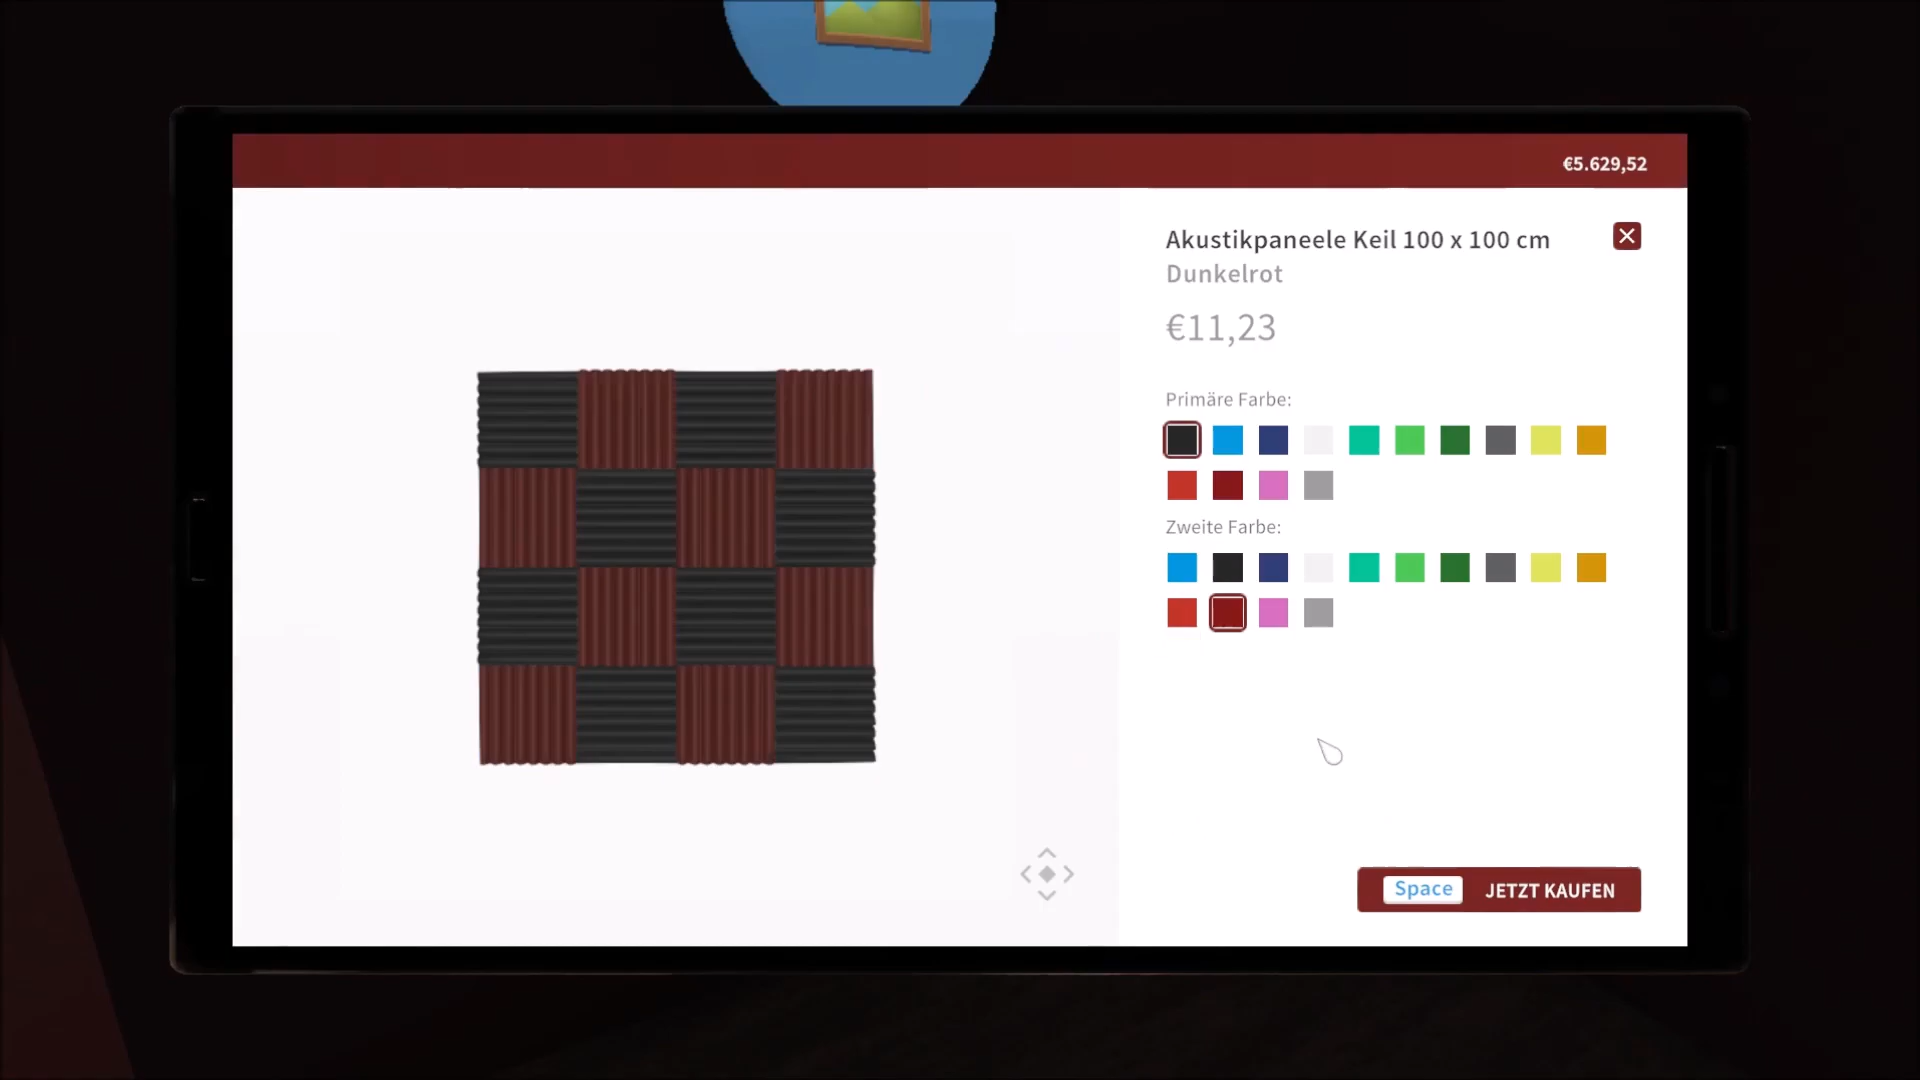 €5.629,52
Akustikpaneele Keil 100 x 100 cm
Dunkelrot
€11,23
Primäre Farbe:
Zweite Farbe:
Space JETZT KAUFEN